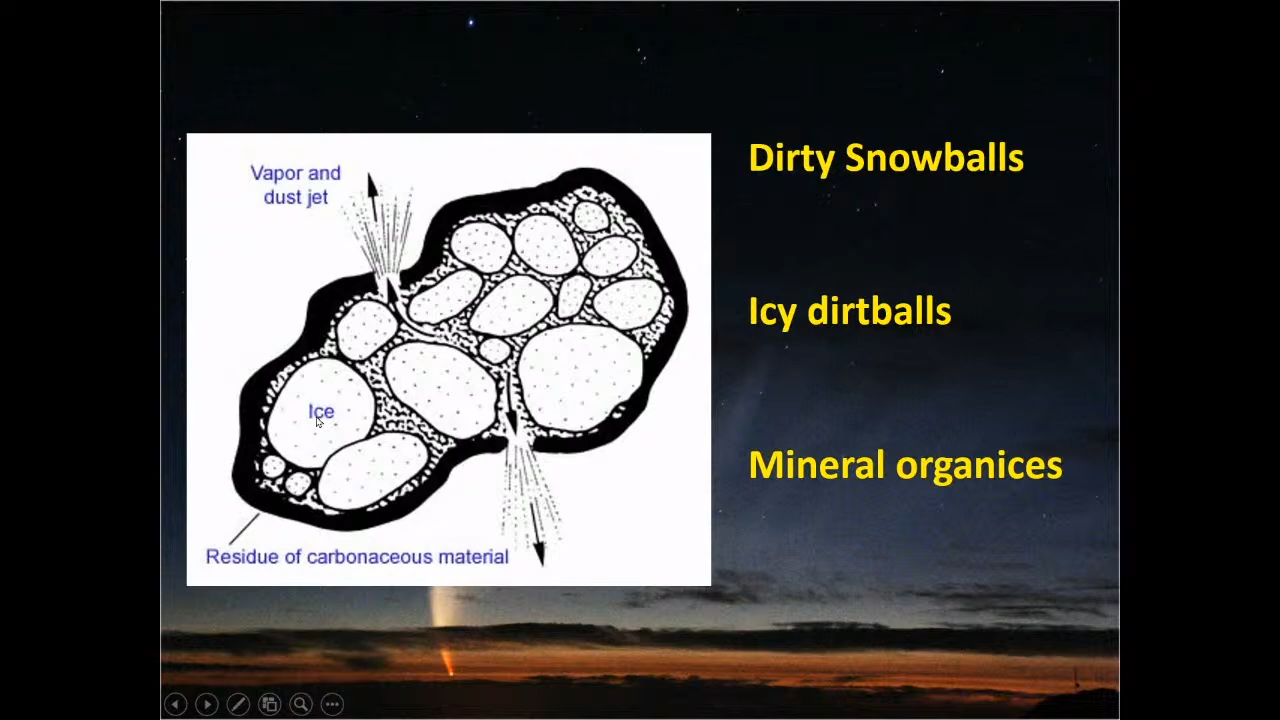 Vapor and
dust jet
Ice
Residue of carbonaceous material
Dirty Snowballs
Icy dirtballs
Mineral organices